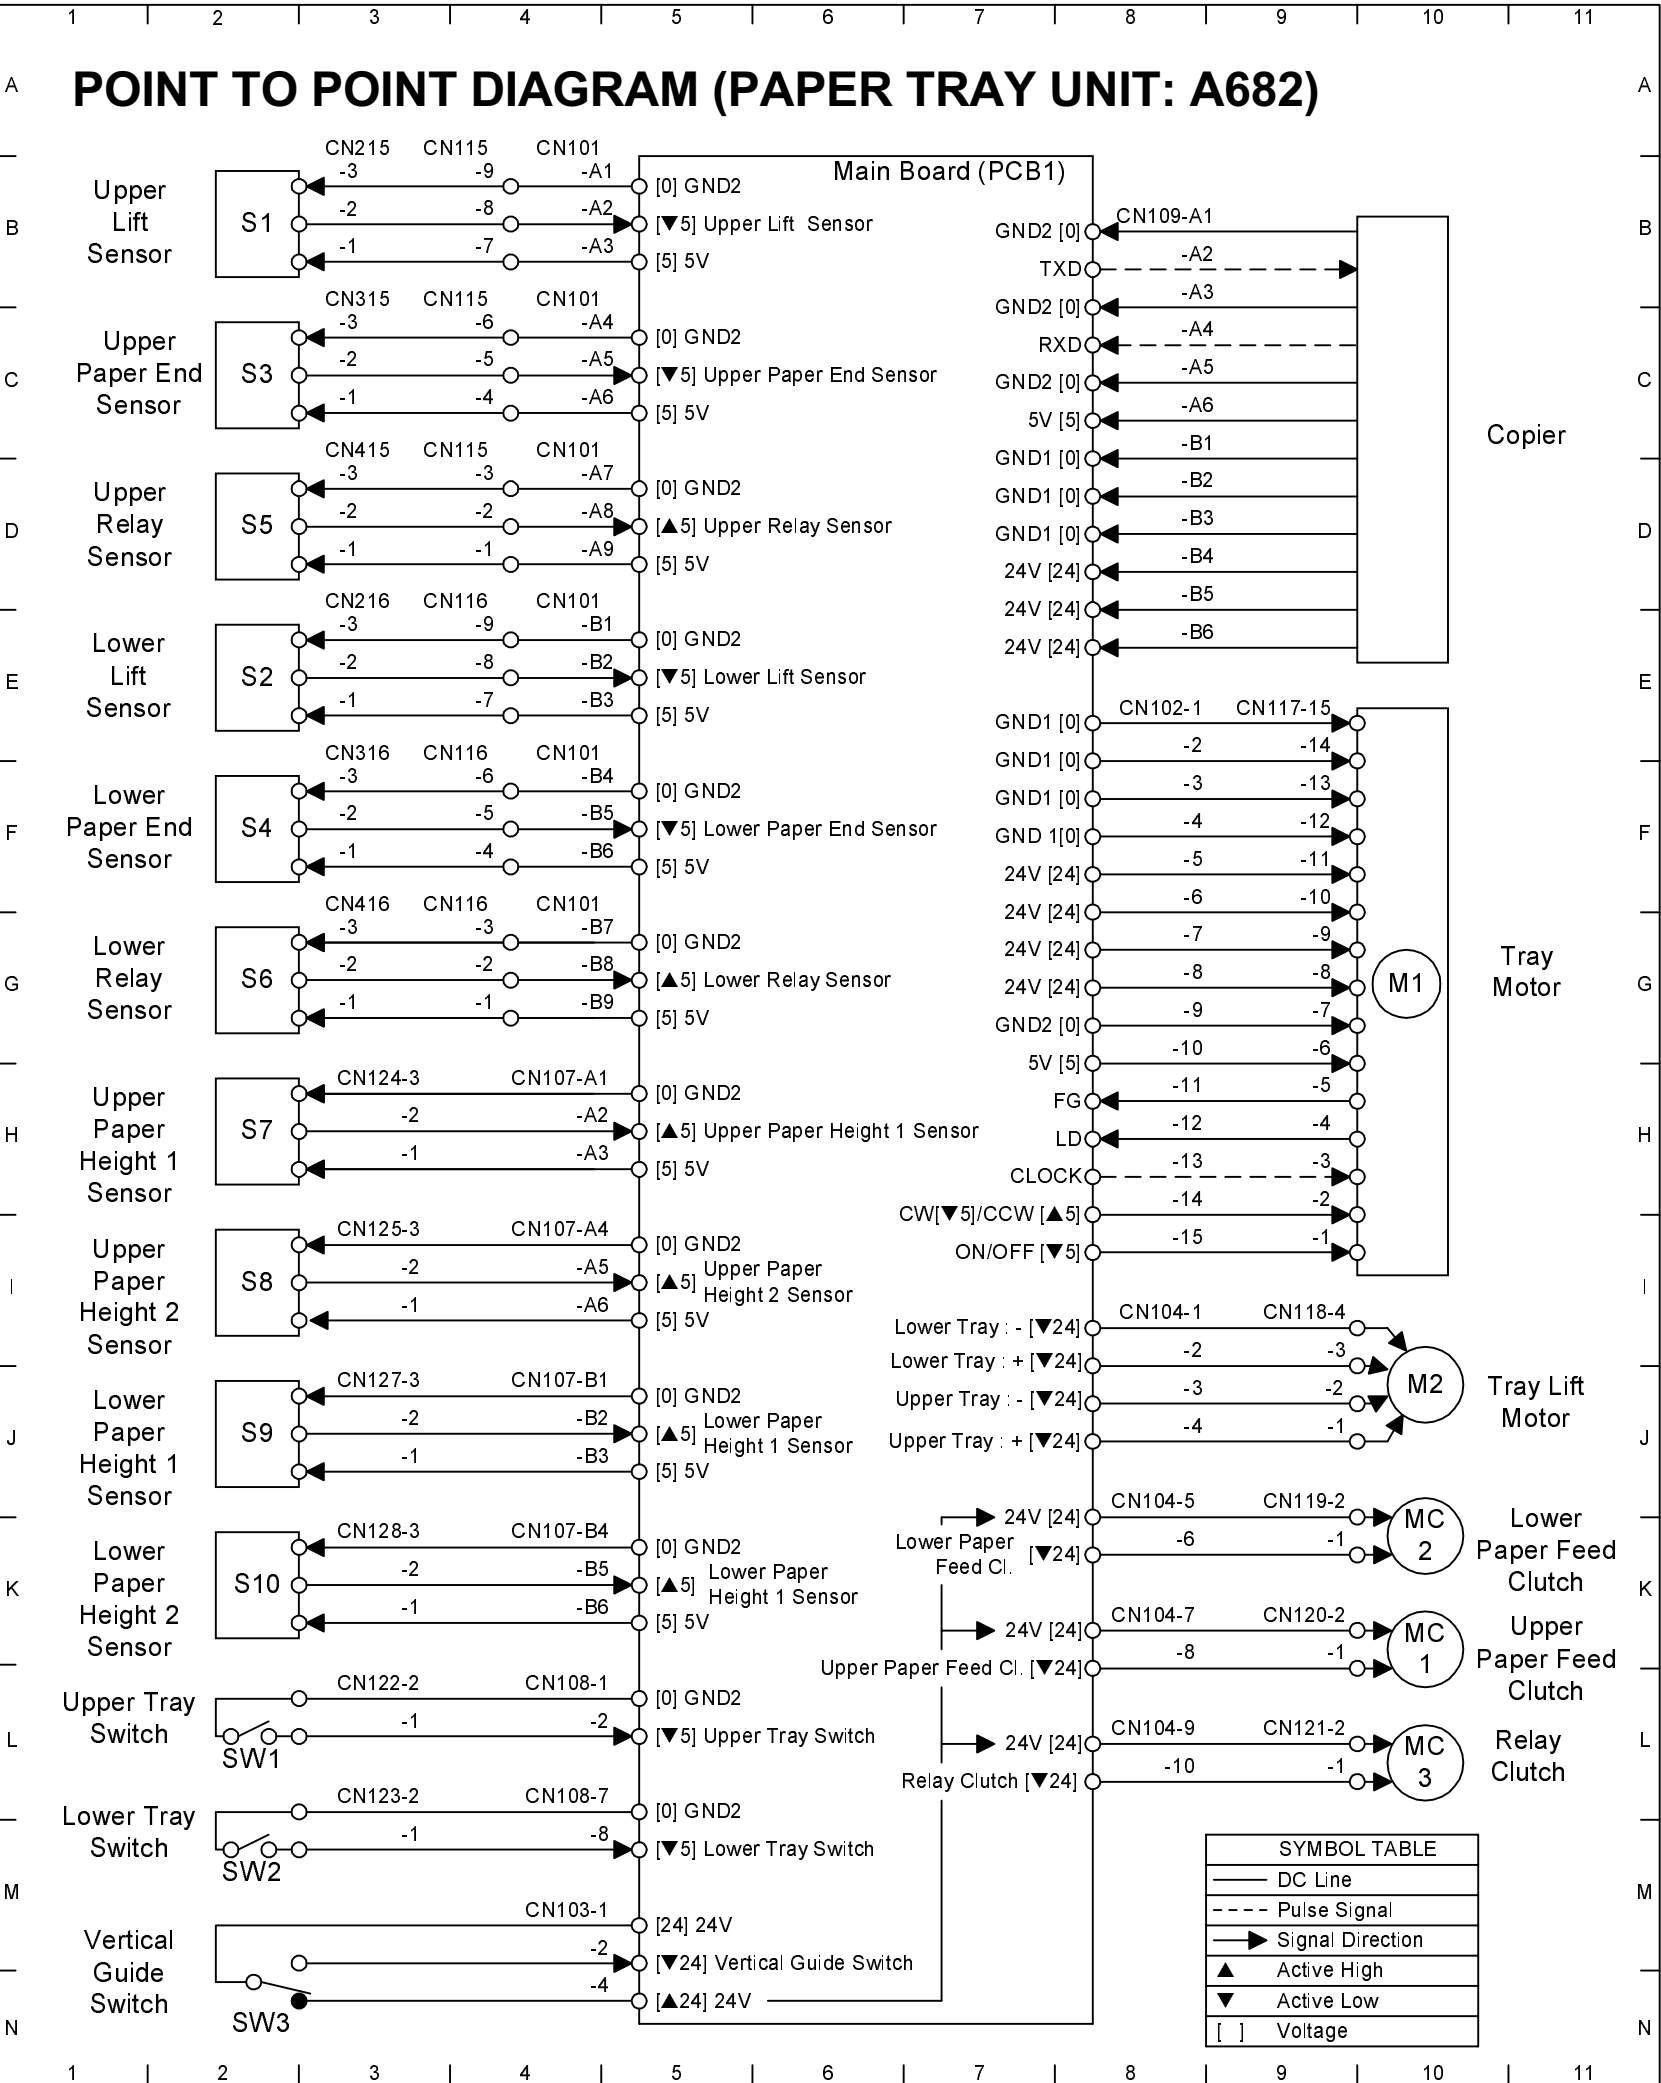 1 2 3 4 5 6 7 8 9 10 11
A A
POINT TO POINT DIAGRAM (PAPER TRAY UNIT: A682)
B B
C C
D D
E E
F F
G G
H H
I I
J J
K K
L L
M M
N N
Main Board (PCB1)
Upper
Lift
Sensor
S1
CN215 CN115 CN101
-3 -9 -A1 [0] GND2
-2 -8 -A2 [▼5] Upper Lift Sensor
-1 -7 -A3 [5] 5V
Upper
Paper End
Sensor
S3
CN315 CN115 CN101
-3 -6 -A4 [0] GND2
-2 -5 -A5 [▼5] Upper Paper End Sensor
-1 -4 -A6 [5] 5V
Upper
Relay
Sensor
S5
CN415 CN115 CN101
-3 -3 -A7 [0] GND2
-2 -2 -A8 [▲5] Upper Relay Sensor
-1 -1 -A9 [5] 5V
Lower
Lift
Sensor
S2
CN216 CN116 CN101
-3 -9 -B1 [0] GND2
-2 -8 -B2 [▼5] Lower Lift Sensor
-1 -7 -B3 [5] 5V
Lower
Paper End
Sensor
S4
CN316 CN116 CN101
-3 -6 -B4 [0] GND2
-2 -5 -B5 [▼5] Lower Paper End Sensor
-1 -4 -B6 [5] 5V
Lower
Relay
Sensor
S6
CN416 CN116 CN101
-3 -3 -B7 [0] GND2
-2 -2 -B8 [▲5] Lower Relay Sensor
-1 -1 -B9 [5] 5V
Upper
Paper
Height 1
Sensor
S7
CN124-3 CN107-A1 [0] GND2
-2 -A2 [▲5] Upper Paper Height 1 Sensor
-1 -A3 [5] 5V
Upper
Paper
Height 2
Sensor
S8
CN125-3 CN107-A4 [0] GND2
-2 -A5 [▲5] Upper Paper
Height 2 Sensor
-1 -A6 [5] 5V
Lower
Paper
Height 1
Sensor
S9
CN127-3 CN107-B1 [0] GND2
-2 -B2 [▲5] Lower Paper
Height 1 Sensor
-1 -B3 [5] 5V
Lower
Paper
Height 2
Sensor
S10
CN128-3 CN107-B4 [0] GND2
-2 -B5 [▲5] Lower Paper
Height 1 Sensor
-1 -B6 [5] 5V
Upper Tray
Switch
SW1
CN122-2 CN108-1 [0] GND2
-1 -2 [▼5] Upper Tray Switch
Lower Tray
Switch
SW2
CN123-2 CN108-7 [0] GND2
-1 -8 [▼5] Lower Tray Switch
Vertical
Guide
Switch
SW3
CN103-1 [24] 24V
-2 [▼24] Vertical Guide Switch
-4 [▲24] 24V
GND2 [0] CN109-A1
TXD -A2
GND2 [0] -A3
RXD -A4
GND2 [0] -A5
5V [5] -A6
GND1 [0] -B1
GND1 [0] -B2
GND1 [0] -B3
24V [24] -B4
24V [24] -B5
24V [24] -B6
Copier
GND1 [0] CN102-1 CN117-15
GND1 [0] -2 -14
GND1 [0] -3 -13
GND 1[0] -4 -12
24V [24] -5 -11
24V [24] -6 -10
24V [24] -7 -9
24V [24] -8 -8
GND2 [0] -9 -7
5V [5] -10 -6
FG -11 -5
LD -12 -4
CLOCK -13 -3
CW[▼5]/CCW [▲5] -14 -2
ON/OFF [▼5] -15 -1
M1
Tray
Motor
Lower Tray : - [▼24] CN104-1 CN118-4
Lower Tray : + [▼24] -2 -3
Upper Tray : - [▼24] -3 -2
Upper Tray : + [▼24] -4 -1
M2
Tray Lift
Motor
24V [24] CN104-5 CN119-2
Lower Paper
Feed Cl. [▼24] -6 -1
MC
2
Lower
Paper Feed
Clutch
24V [24] CN104-7 CN120-2
Upper Paper Feed Cl. [▼24] -8 -1
MC
1
Upper
Paper Feed
Clutch
24V [24] CN104-9 CN121-2
Relay Clutch [▼24] -10 -1
MC
3
Relay
Clutch
SYMBOL TABLE
DC Line
Pulse Signal
Signal Direction
▲ Active High
▼ Active Low
[ ] Voltage
1 2 3 4 5 6 7 8 9 10 11